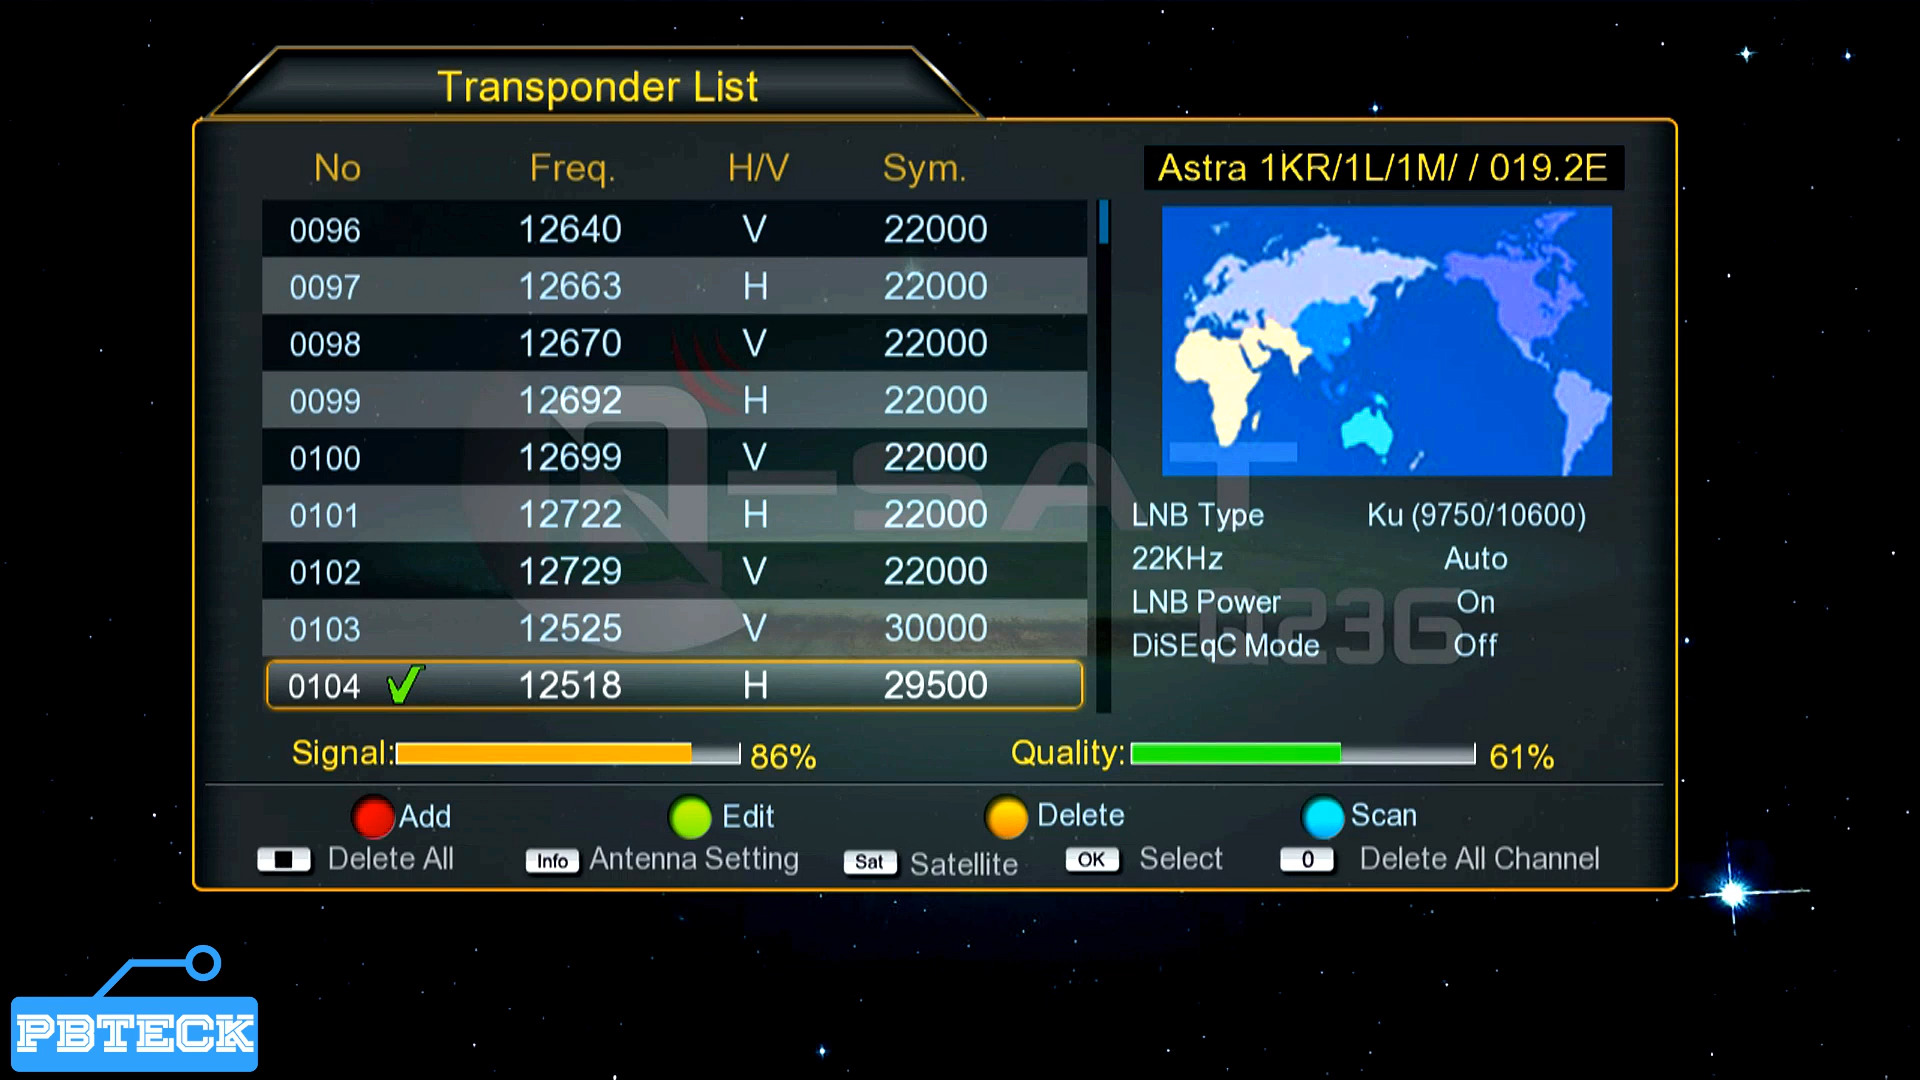 Transponder List
No Freq. H/V Sym.
Astra 1KR/1L/1M/ / 019.2E
0096 12640 V 22000
0097 12663 H 22000
0098 12670 V 22000
0099 12692 H 22000
0100 12699 V 22000
0101 12722 H 22000
0102 12729 V 22000
0103 12525 V 30000
0104 12518 H 29500
Q-SAT
Q23G
LNB Type Ku (9750/10600)
22KHz Auto
LNB Power On
DiSEqC Mode Off
Signal: 86% Quality: 61%
Add Edit Delete Scan
Delete All Info Antenna Setting Sat Satellite OK Select 0 Delete All Channel
PBTECK